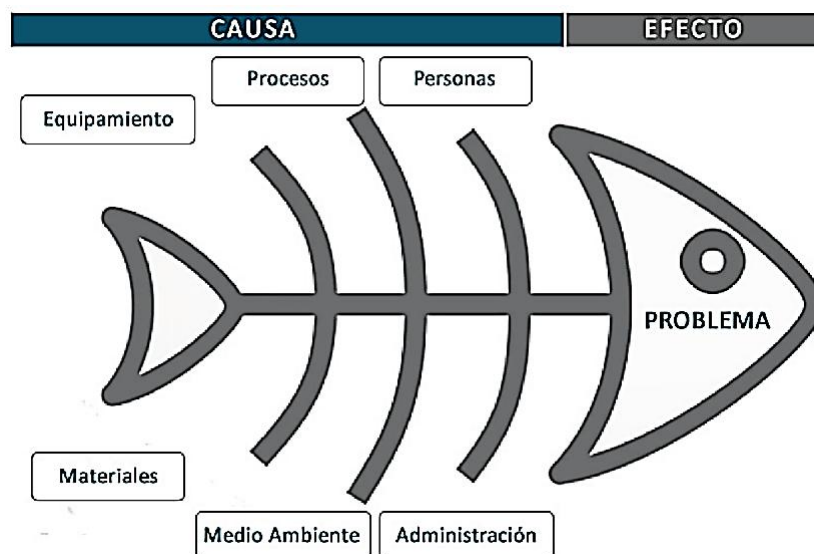 CAUSA
EFECTO
Procesos
Personas
Equipamiento
PROBLEMA
Materiales
Medio Ambiente
Administración